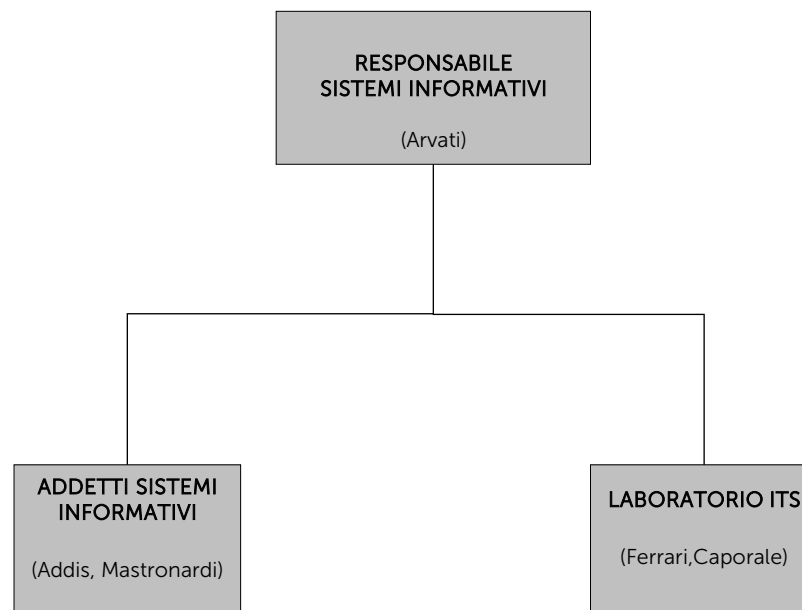 RESPONSABILE
SISTEMI INFORMATIVI
(Arvati)
ADDETTI SISTEMI
INFORMATIVI
(Addis, Mastronardi)
LABORATORIO ITS
(Ferrari,Caporale)